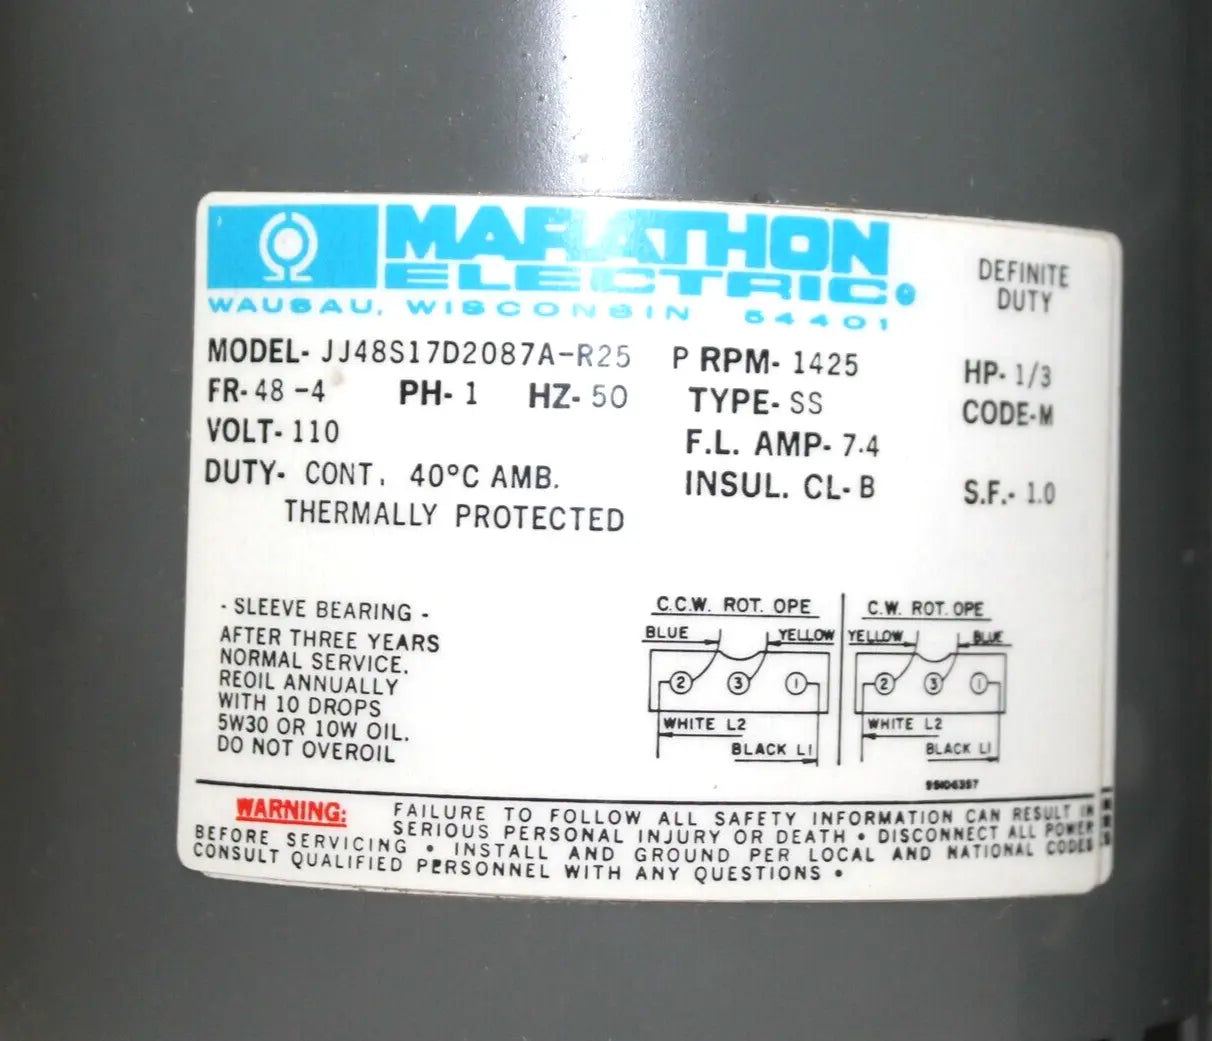 MARATHON
ELECTRIC
WAUSAU, WISCONSIN 54401
DEFINITE
DUTY
MODEL- JJ48S17D2087A-R25 P RPM- 1425 HP- 1/3
FR- 48-4 PH- 1 HZ- 50 TYPE- SS CODE-M
VOLT- 110 F.L. AMP- 7.4
DUTY- CONT. 40°C AMB. INSUL. CL- B S.F.- 1.0
THERMALLY PROTECTED
- SLEEVE BEARING -
AFTER THREE YEARS
NORMAL SERVICE.
REOIL ANNUALLY
WITH 10 DROPS
5W30 OR 10W OIL.
DO NOT OVEROIL
C.C.W. ROT. OPE
BLUE YELLOW
2 3 1
WHITE L2
BLACK L1
C.W. ROT. OPE
YELLOW BLUE
2 3 1
WHITE L2
BLACK L1
WARNING: FAILURE TO FOLLOW ALL SAFETY INFORMATION CAN RESULT IN
SERIOUS PERSONAL INJURY OR DEATH • DISCONNECT ALL POWER
BEFORE SERVICING • INSTALL AND GROUND PER LOCAL AND NATIONAL CODES
CONSULT QUALIFIED PERSONNEL WITH ANY QUESTIONS •